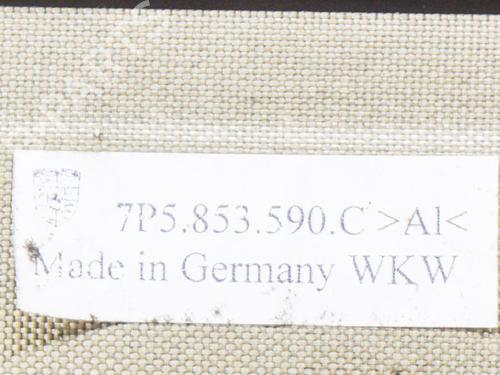 7P5.853.590.C >Al<
Made in Germany WKW